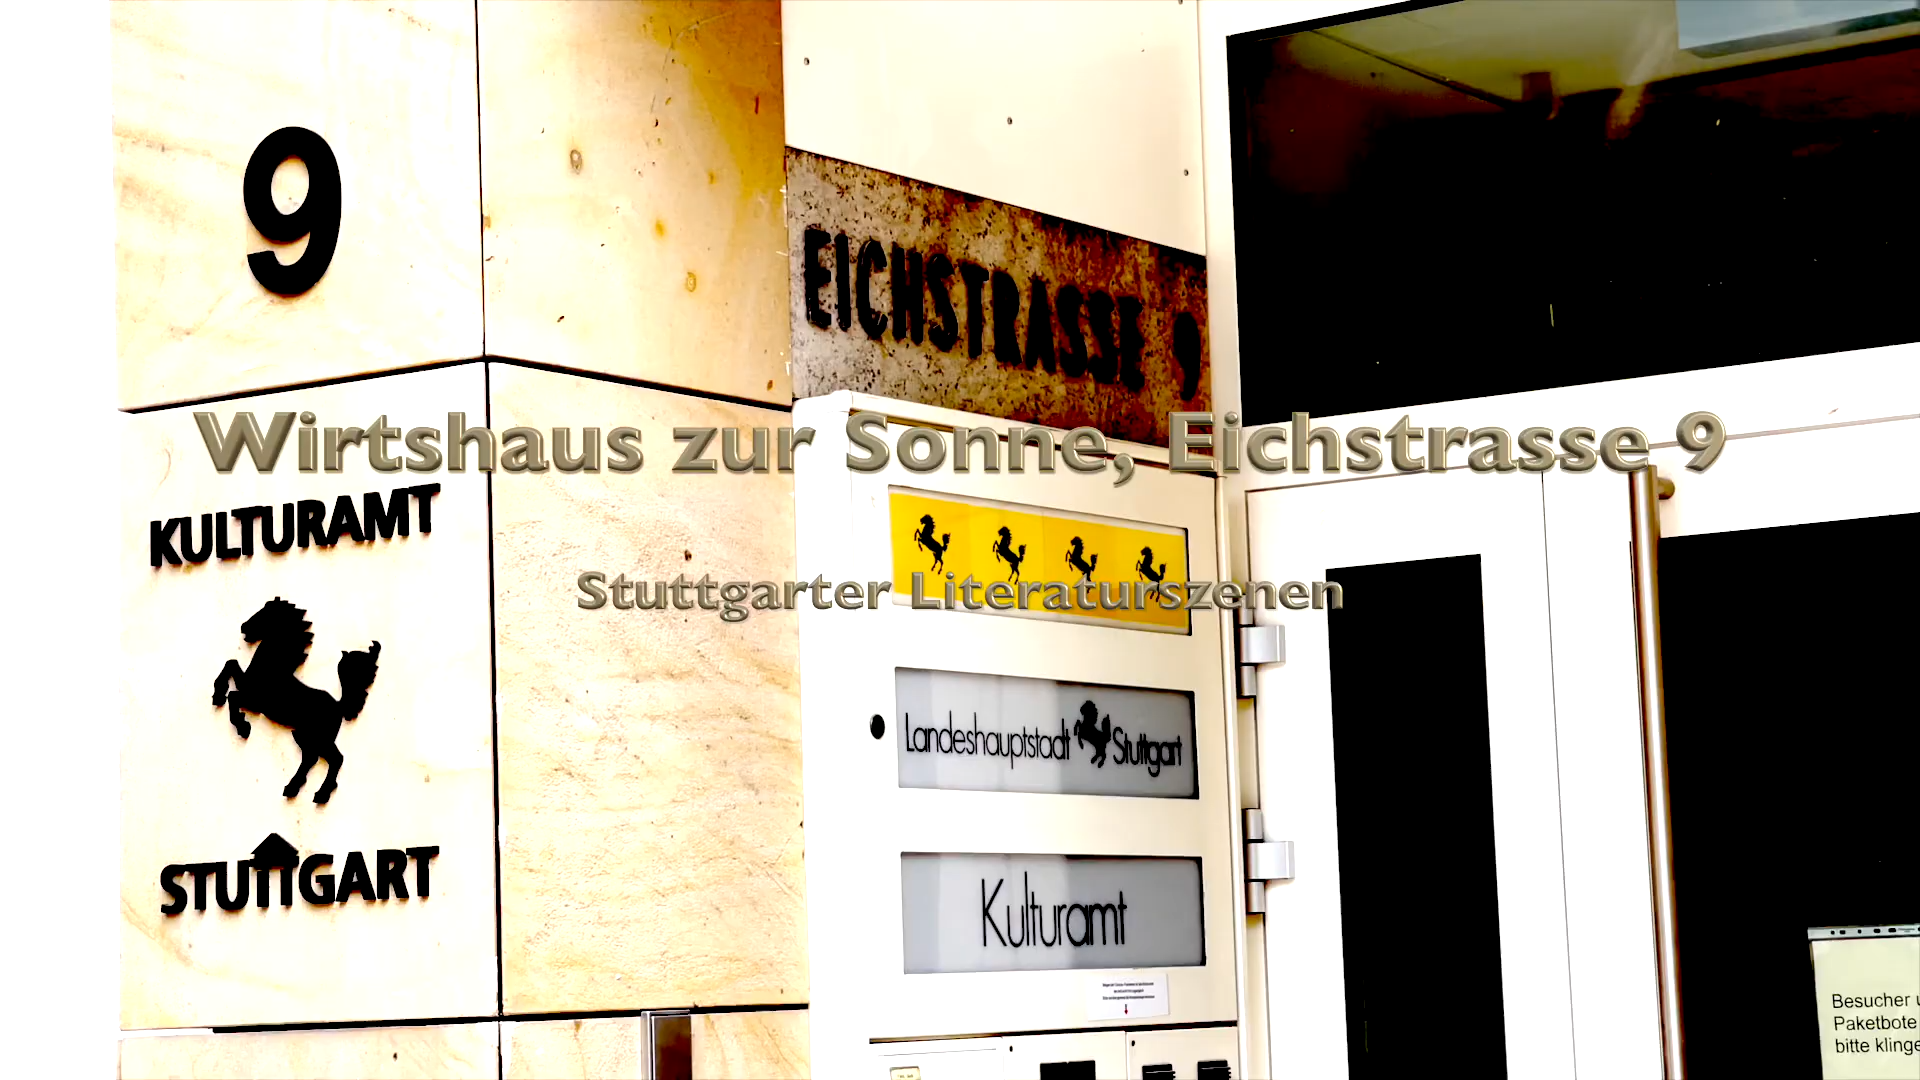 9
EICHSTRASSE 9
Wirtshaus zur Sonne, Eichstrasse 9
KULTURAMT
Stuttgarter Literaturszenen
STUTTGART
Landeshauptstadt Stuttgart
Kulturamt
Besucher
Paketbote
bitte klinge